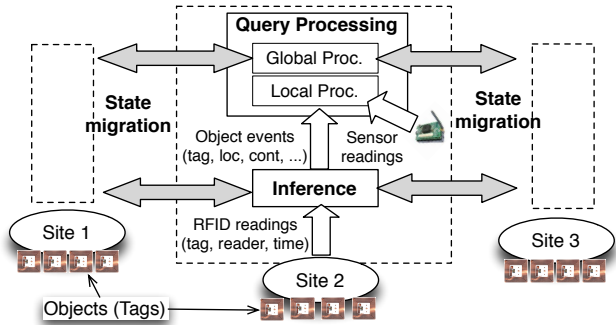 Query Processing
Global Proc.
Local Proc.
State
migration
State
migration
Object events
(tag, loc, cont, ...)
Sensor
readings
Inference
RFID readings
(tag, reader, time)
Site 1
Site 2
Site 3
Objects (Tags)